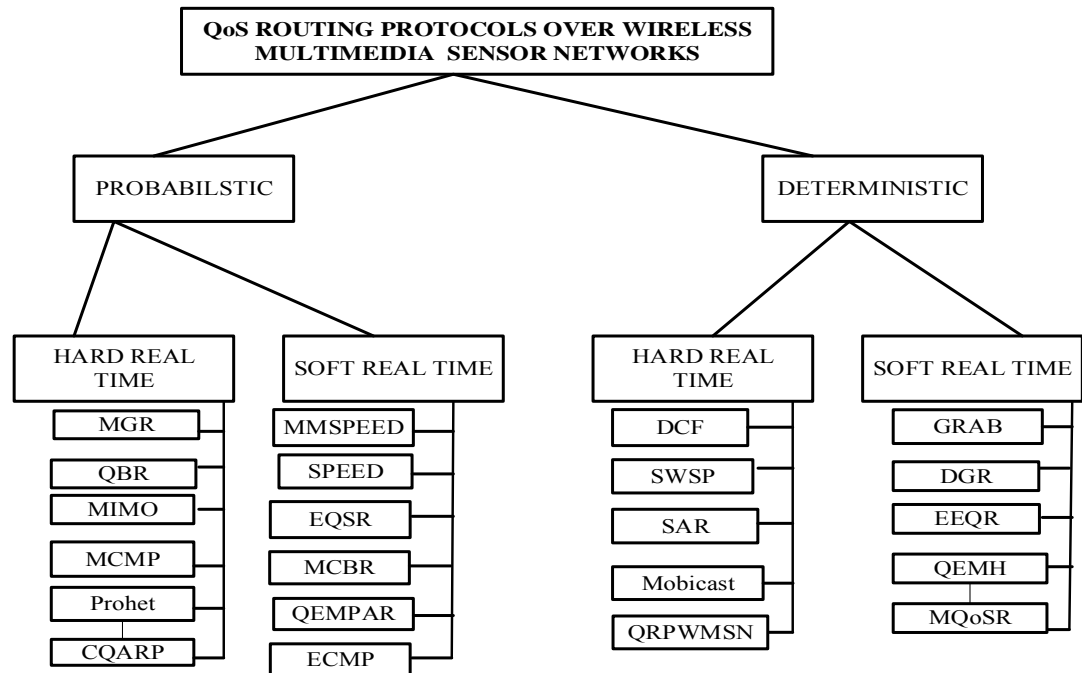 QoS ROUTING PROTOCOLS OVER WIRELESS
MULTIMEIDIA SENSOR NETWORKS
PROBABILSTIC
DETERMINISTIC
HARD REAL
TIME
SOFT REAL TIME
HARD REAL
TIME
SOFT REAL TIME
MGR
QBR
MIMO
MCMP
Prohet
CQARP
MMSPEED
SPEED
EQSR
MCBR
QEMPAR
ECMP
DCF
SWSP
SAR
Mobicast
QRPWMSN
GRAB
DGR
EEQR
QEMH
MQoSR